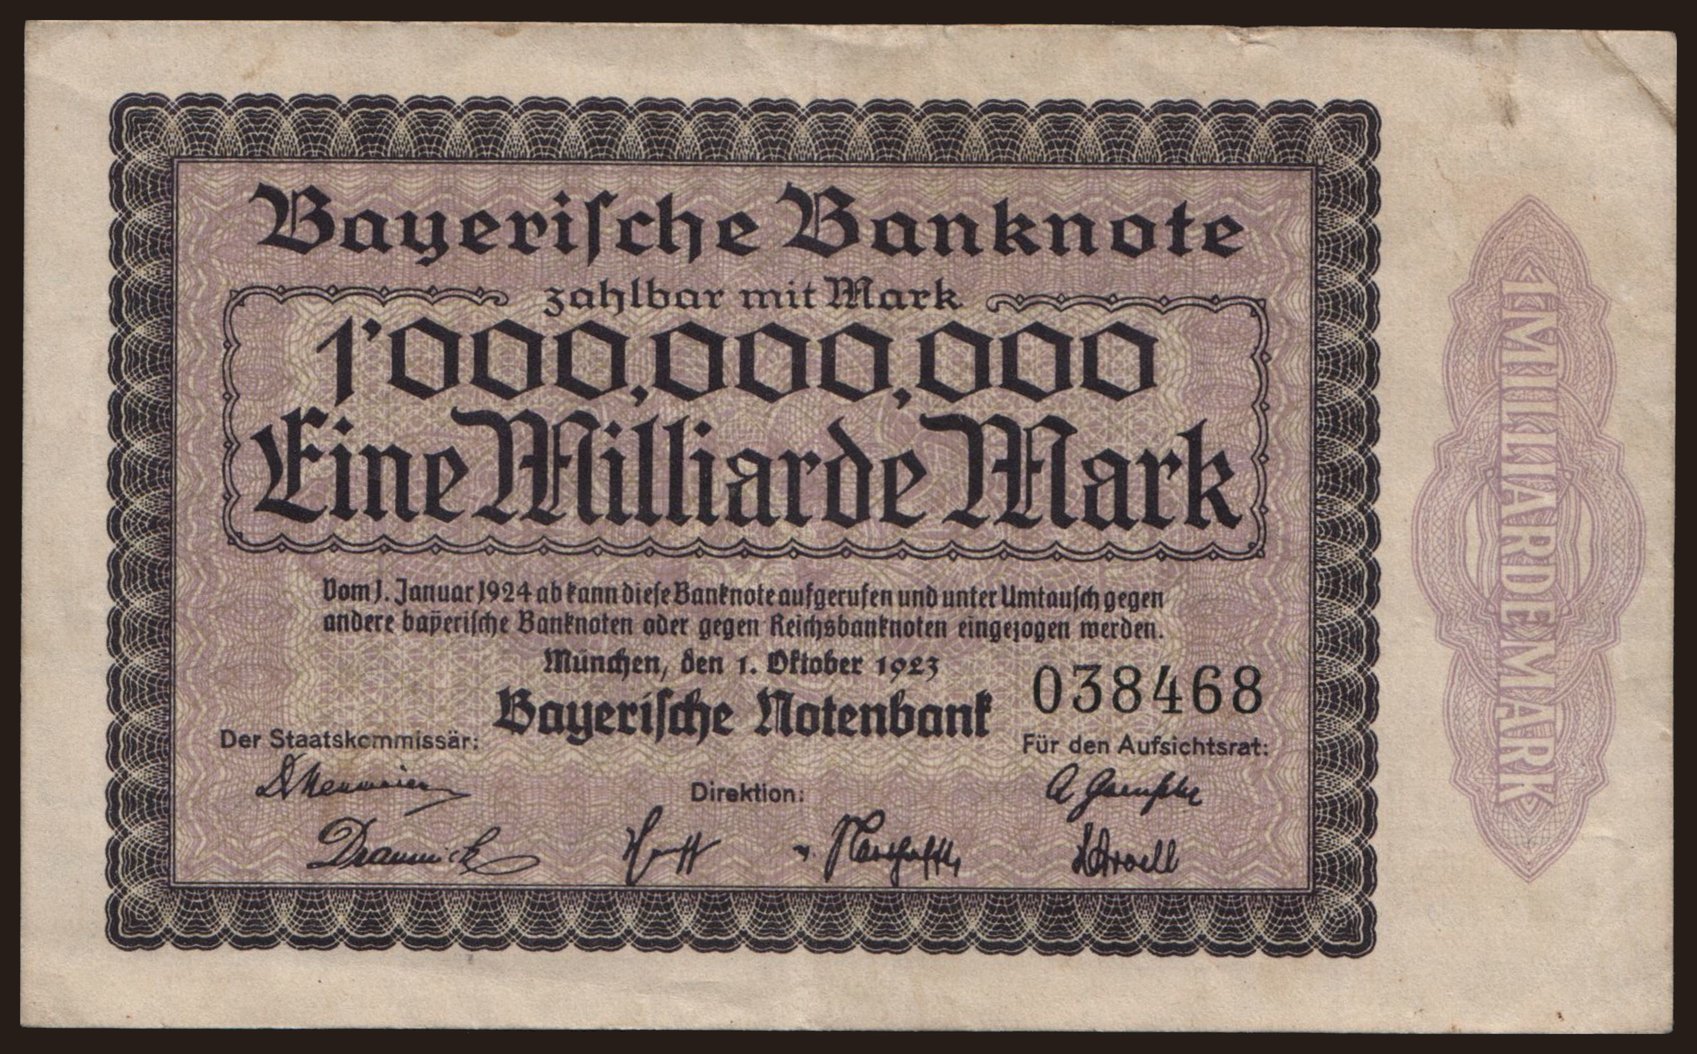 Bayeriſche Banknote
zahlbar mit Mark
1'000,000,000
Eine Milliarde Mark
Vom 1. Januar 1924 ab kann dieſe Banknote aufgerufen und unter Umtauſch gegen
andere bayeriſche Banknoten oder gegen Reichsbanknoten eingezogen werden.
München, den 1. Oktober 1923
038468
Bayeriſche Notenbank
Der Staatskommissär:
Für den Aufsichtsrat:
Direktion:
1 MILLIARDE MARK